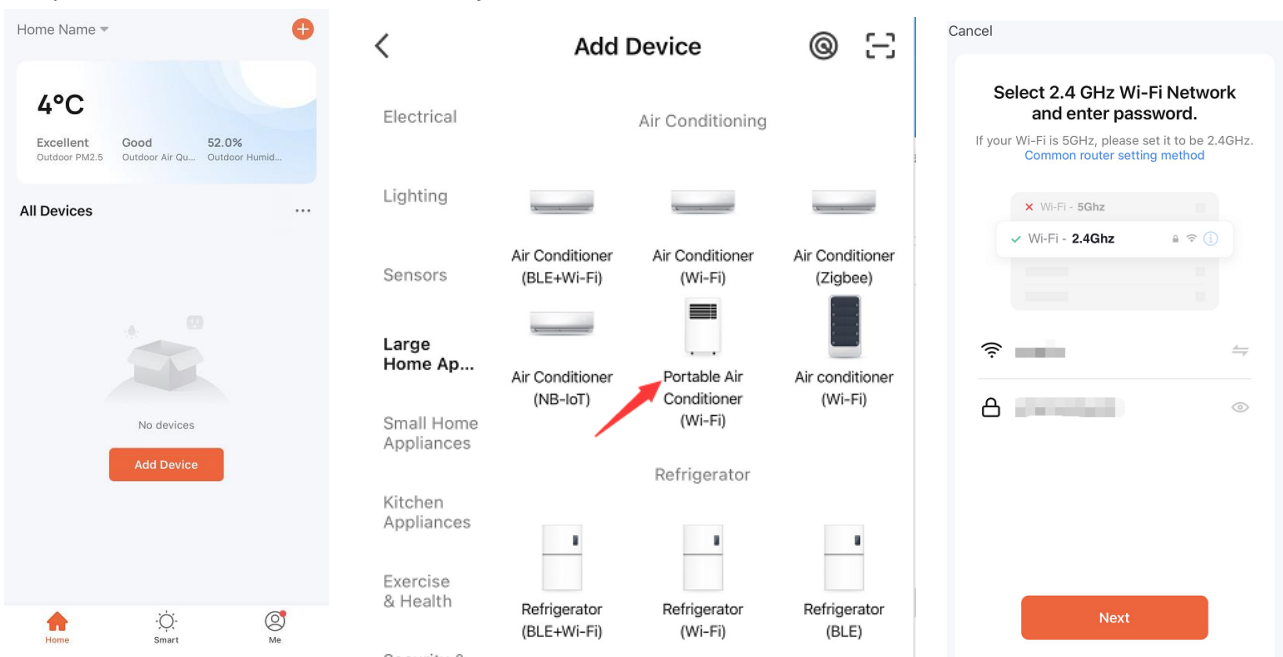 Home Name
4°C
Excellent Good 52.0%
Outdoor PM2.5 Outdoor Air Qu... Outdoor Humid...
All Devices
No devices
Add Device
Home Smart Me
Add Device
Electrical
Lighting
Sensors
Large
Home Ap...
Small Home
Appliances
Kitchen
Appliances
Exercise
& Health
Air Conditioning
Air Conditioner
(BLE+Wi-Fi)
Air Conditioner
(Wi-Fi)
Air Conditioner
(Zigbee)
Air Conditioner
(NB-IoT)
Portable Air
Conditioner
(Wi-Fi)
Air conditioner
(Wi-Fi)
Refrigerator
Refrigerator
(BLE+Wi-Fi)
Refrigerator
(Wi-Fi)
Refrigerator
(BLE)
Cancel
Select 2.4 GHz Wi-Fi Network
and enter password.
If your Wi-Fi is 5GHz, please set it to be 2.4GHz.
Common router setting method
Wi-Fi - 5Ghz
Wi-Fi - 2.4Ghz
Next